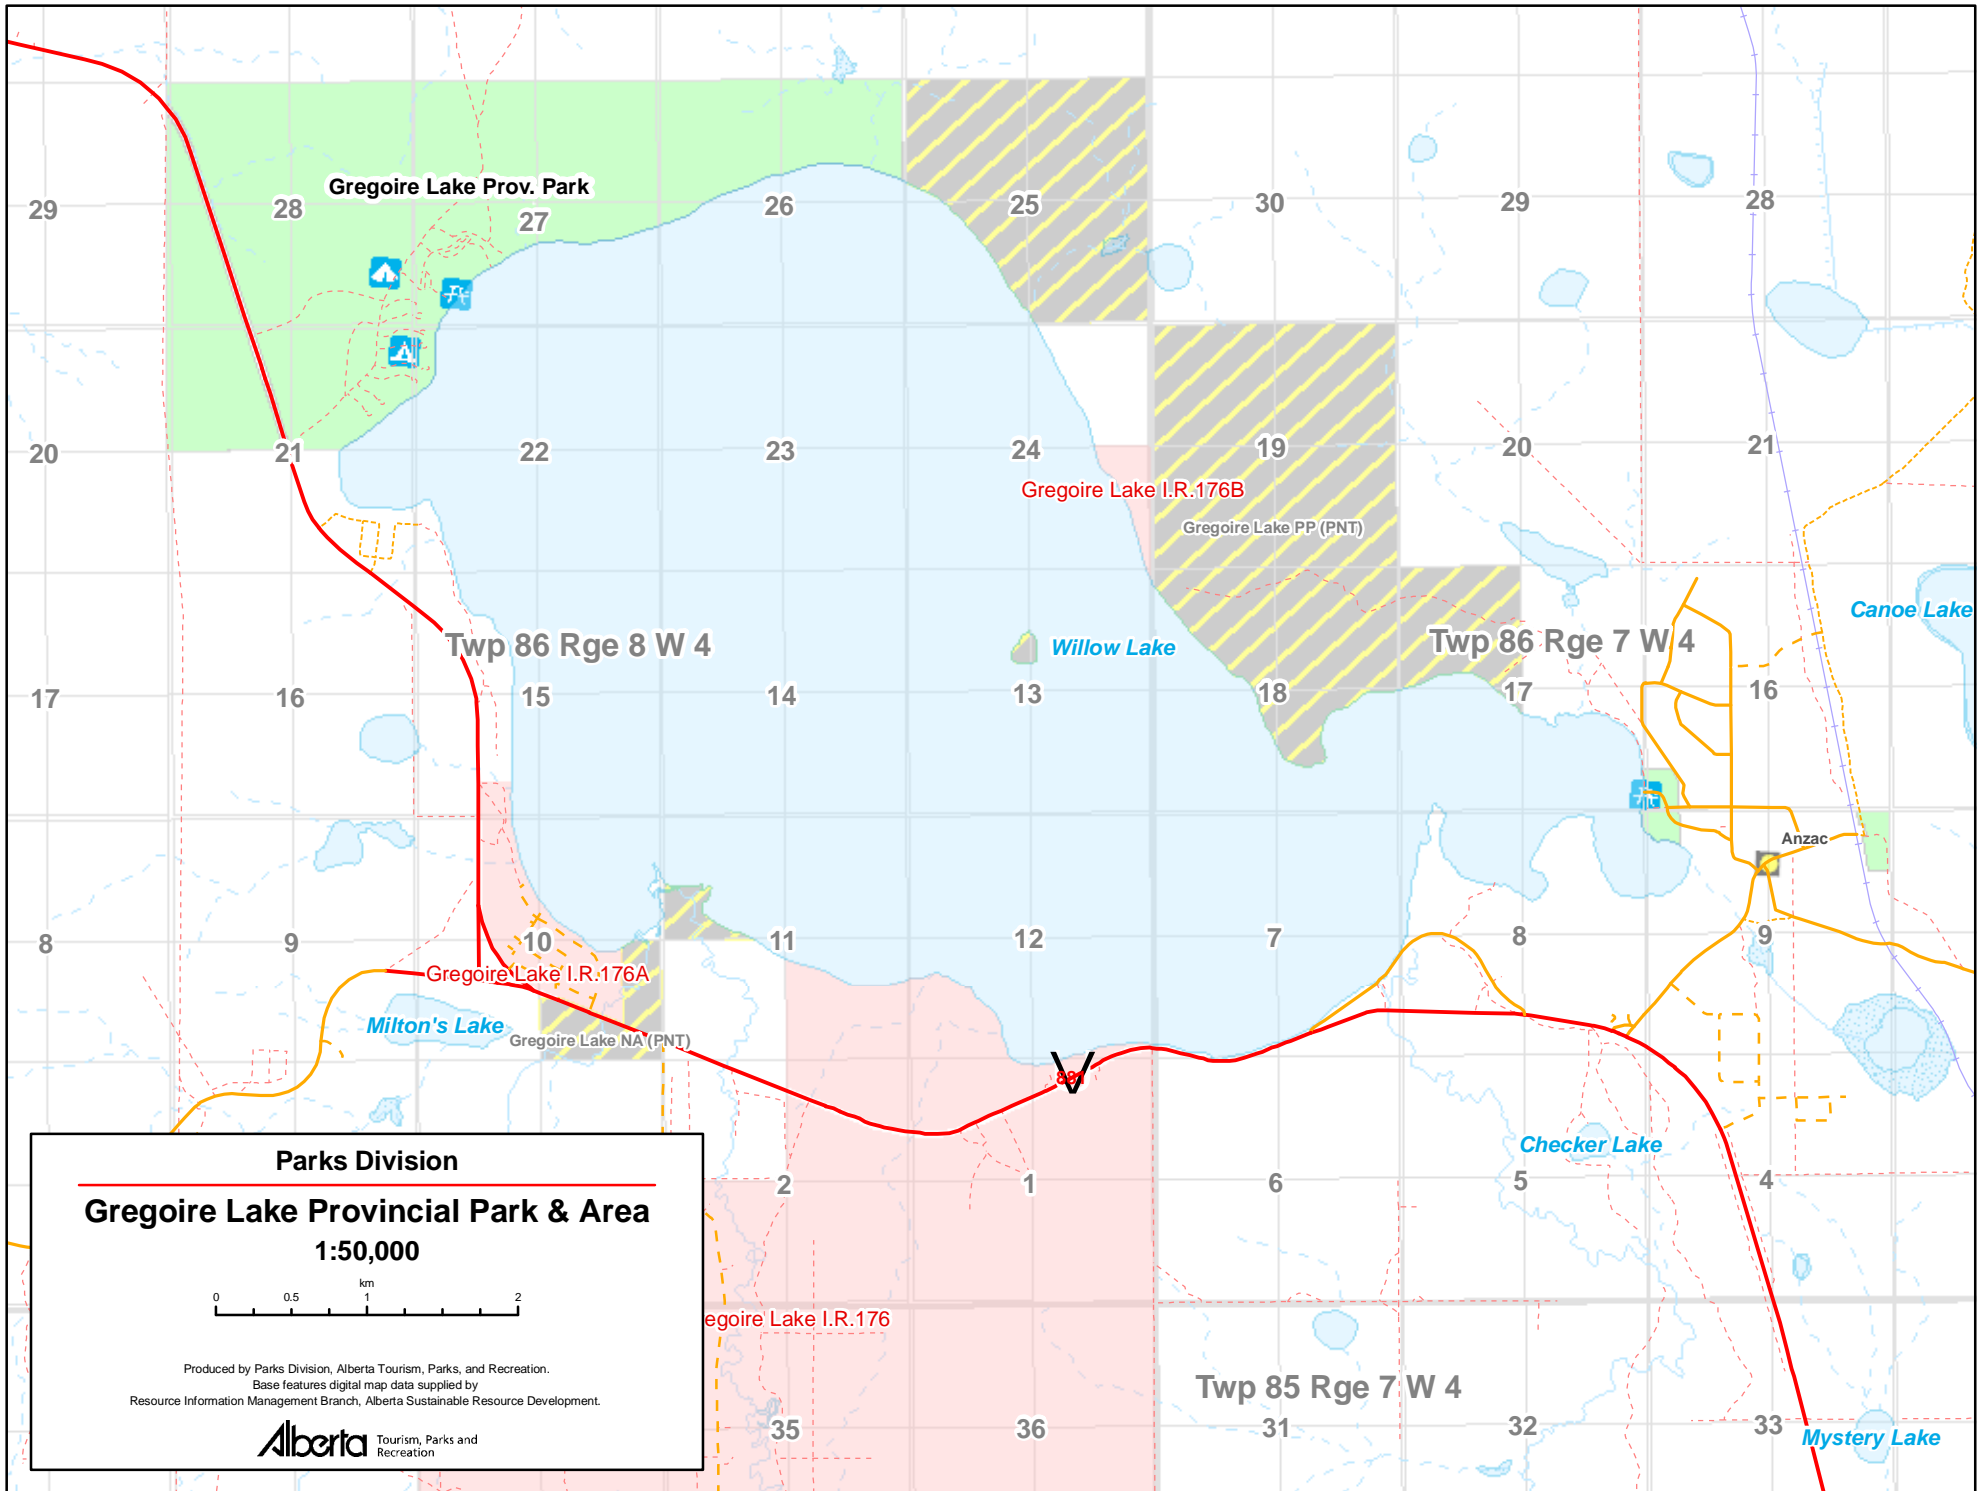 Gregoire Lake Prov. Park
29
28
27
26
25
30
29
28
20
21
22
23
24
19
20
21
Gregoire Lake I.R.176B
Gregoire Lake PP (PNT)
Canoe Lake
Twp 86 Rge 8 W 4
Willow Lake
Twp 86 Rge 7 W 4
17
16
15
14
13
18
17
16
Anzac
8
9
10
11
12
7
8
9
Gregoire Lake I.R.176A
Milton's Lake
Gregoire Lake NA (PNT)
881
Checker Lake
2
1
6
5
4
egoire Lake I.R.176
Twp 85 Rge 7 W 4
35
36
31
32
33
Mystery Lake
Parks Division
Gregoire Lake Provincial Park & Area
1:50,000
km
0 0.5 1 2
Produced by Parks Division, Alberta Tourism, Parks, and Recreation.
Base features digital map data supplied by
Resource Information Management Branch, Alberta Sustainable Resource Development.
Alberta Tourism, Parks and
Recreation